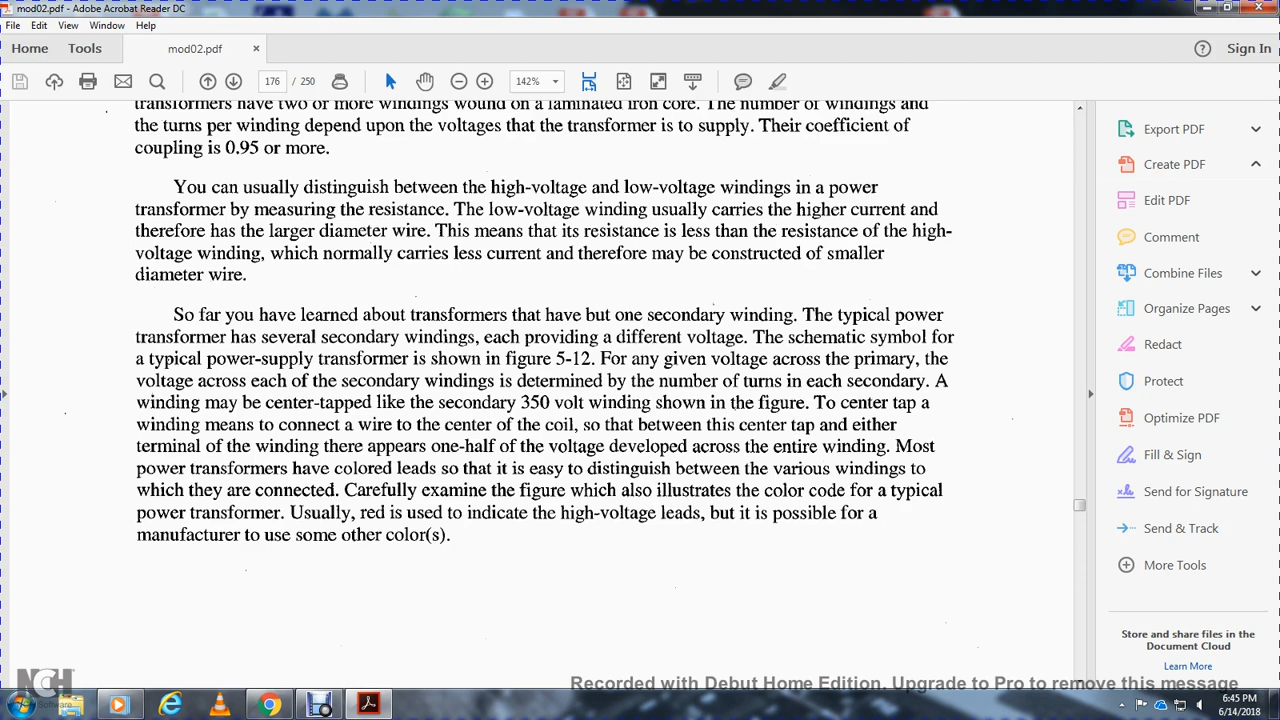 mod02.pdf - Adobe Acrobat Reader DC
File Edit View Window Help
Home Tools mod02.pdf × Sign In
176 / 250 142%
transformers have two or more windings wound on a laminated iron core. The number of windings and
the turns per winding depend upon the voltages that the transformer is to supply. Their coefficient of
coupling is 0.95 or more.
You can usually distinguish between the high-voltage and low-voltage windings in a power
transformer by measuring the resistance. The low-voltage winding usually carries the higher current and
therefore has the larger diameter wire. This means that its resistance is less than the resistance of the high-
voltage winding, which normally carries less current and therefore may be constructed of smaller
diameter wire.
So far you have learned about transformers that have but one secondary winding. The typical power
transformer has several secondary windings, each providing a different voltage. The schematic symbol for
a typical power-supply transformer is shown in figure 5-12. For any given voltage across the primary, the
voltage across each of the secondary windings is determined by the number of turns in each secondary. A
winding may be center-tapped like the secondary 350 volt winding shown in the figure. To center tap a
winding means to connect a wire to the center of the coil, so that between this center tap and either
terminal of the winding there appears one-half of the voltage developed across the entire winding. Most
power transformers have colored leads so that it is easy to distinguish between the various windings to
which they are connected. Carefully examine the figure which also illustrates the color code for a typical
power transformer. Usually, red is used to indicate the high-voltage leads, but it is possible for a
manufacturer to use some other color(s).
Export PDF
Create PDF
Edit PDF
Comment
Combine Files
Organize Pages
Redact
Protect
Optimize PDF
Fill & Sign
Send for Signature
Send & Track
More Tools
Store and share files in the
Document Cloud
Learn More
NCH
Software
Recorded with Debut Home Edition. Upgrade to Pro to remove this message
6:45 PM
6/14/2018